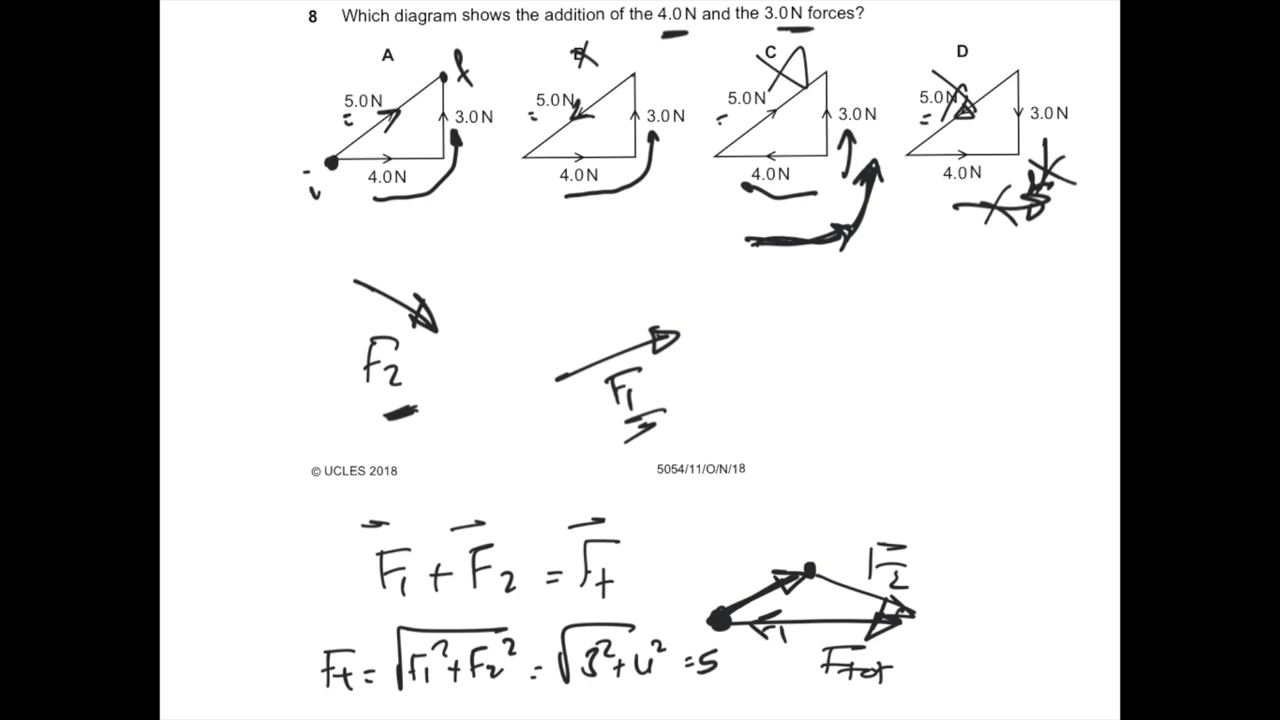 8 Which diagram shows the addition of the 4.0 N and the 3.0 N forces?
A B C D
5.0 N 3.0 N 5.0 N 3.0 N 5.0 N 3.0 N 5.0 N 3.0 N
4.0 N 4.0 N 4.0 N 4.0 N
i f
F2 F1
© UCLES 2018 5054/11/O/N/18
F1 + F2 = Ft
Ft = √F1² + F2² = √3² + 4² = 5
F1 F2
Ftot